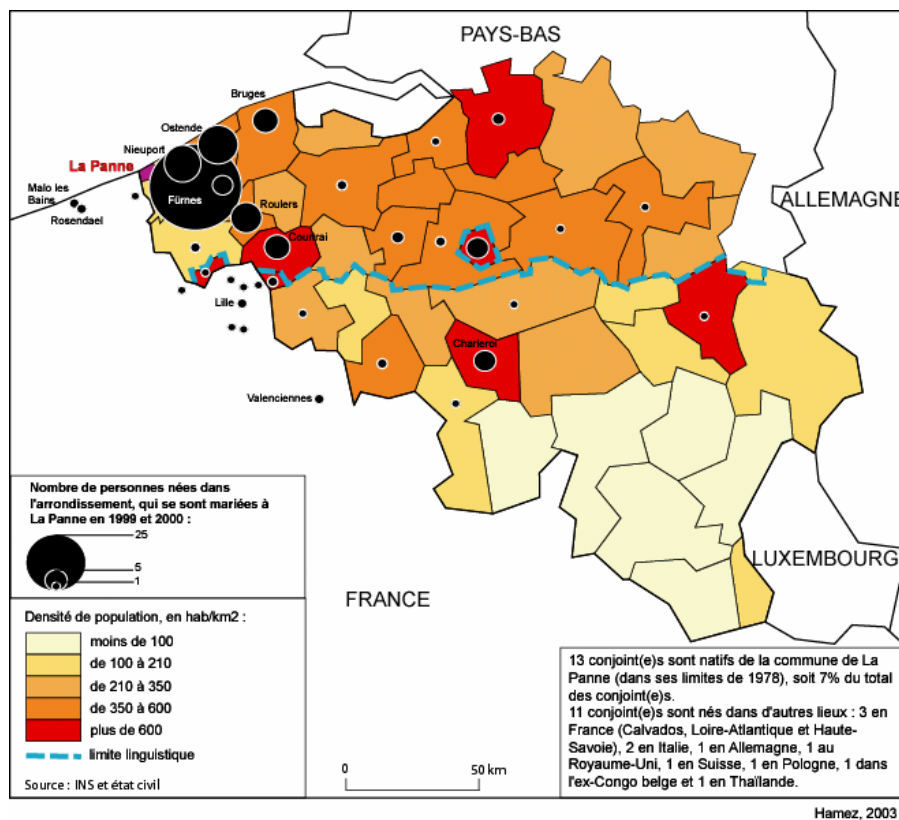 PAYS-BAS
Bruges
Ostende
Nieuport
La Panne
Malo les
Bains
Rosendael
Fürnes
Roulers
ALLEMAGNE
Courtrai
Lille
Charleroi
Valenciennes
Nombre de personnes nées dans
l'arrondissement, qui se sont mariées à
La Panne en 1999 et 2000 :
25
5
1
LUXEMBOURG
FRANCE
Densité de population, en hab/km2 :
moins de 100
de 100 à 210
de 210 à 350
de 350 à 600
plus de 600
limite linguistique
Source : INS et état civil
0 50 km
13 conjoint(e)s sont natifs de la commune de La
Panne (dans ses limites de 1978), soit 7% du total
des conjoint(e)s.
11 conjoint(e)s sont nés dans d'autres lieux : 3 en
France (Calvados, Loire-Atlantique et Haute-
Savoie), 2 en Italie, 1 en Allemagne, 1 au
Royaume-Uni, 1 en Suisse, 1 en Pologne, 1 dans
l'ex-Congo belge et 1 en Thaïlande.
Hamez, 2003